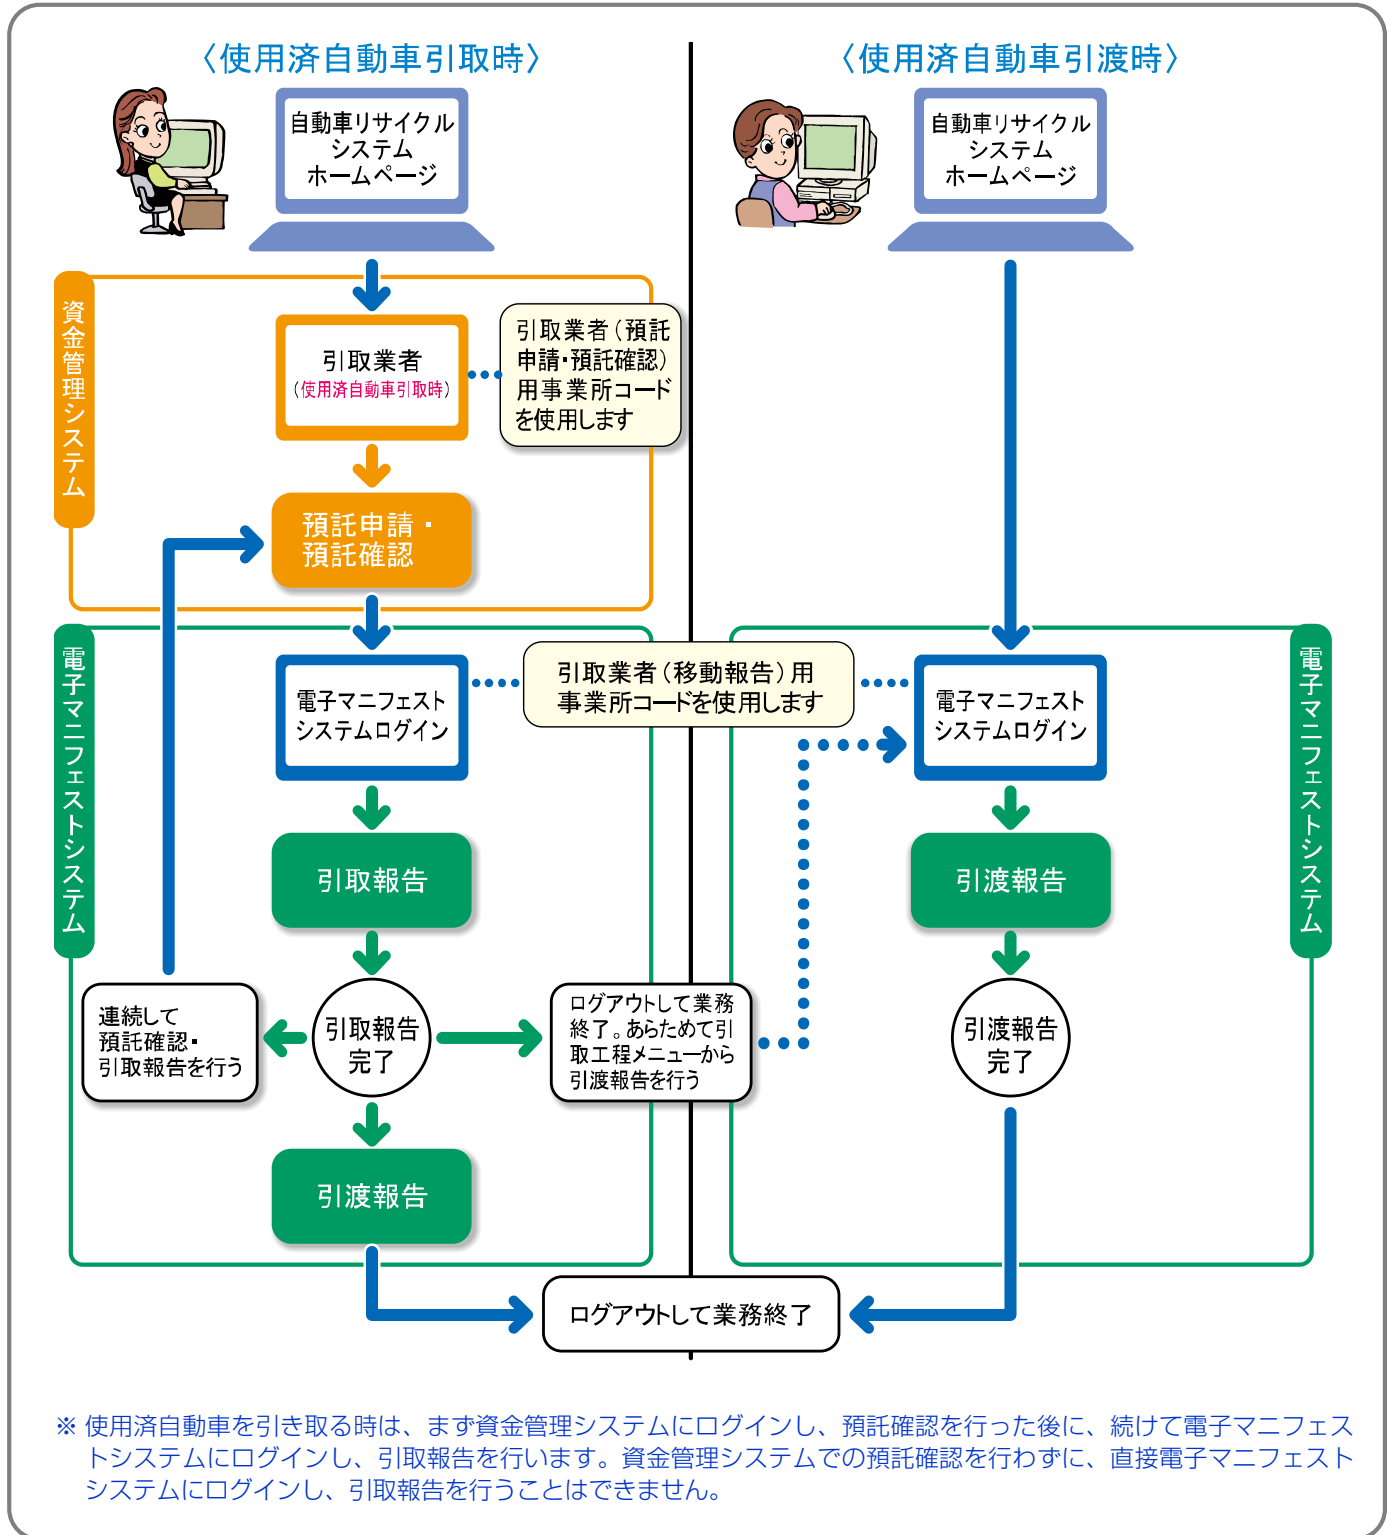 〈使用済自動車引取時〉
自動車リサイクル
システム
ホームページ
資金管理システム
引取業者
（使用済自動車引取時）
引取業者（預託
申請・預託確認）
用事業所コード
を使用します
預託申請・
預託確認
電子マニフェストシステム
電子マニフェスト
システムログイン
引取業者（移動報告）用
事業所コードを使用します
引取報告
連続して
預託確認・
引取報告を行う
引取報告
完了
ログアウトして業務
終了。あらためて引
取工程メニューから
引渡報告を行う
引渡報告
〈使用済自動車引渡時〉
自動車リサイクル
システム
ホームページ
電子マニフェストシステム
電子マニフェスト
システムログイン
引渡報告
引渡報告
完了
ログアウトして業務終了
※ 使用済自動車を引き取る時は、まず資金管理システムにログインし、預託確認を行った後に、続けて電子マニフェス
トシステムにログインし、引取報告を行います。資金管理システムでの預託確認を行わずに、直接電子マニフェスト
システムにログインし、引取報告を行うことはできません。